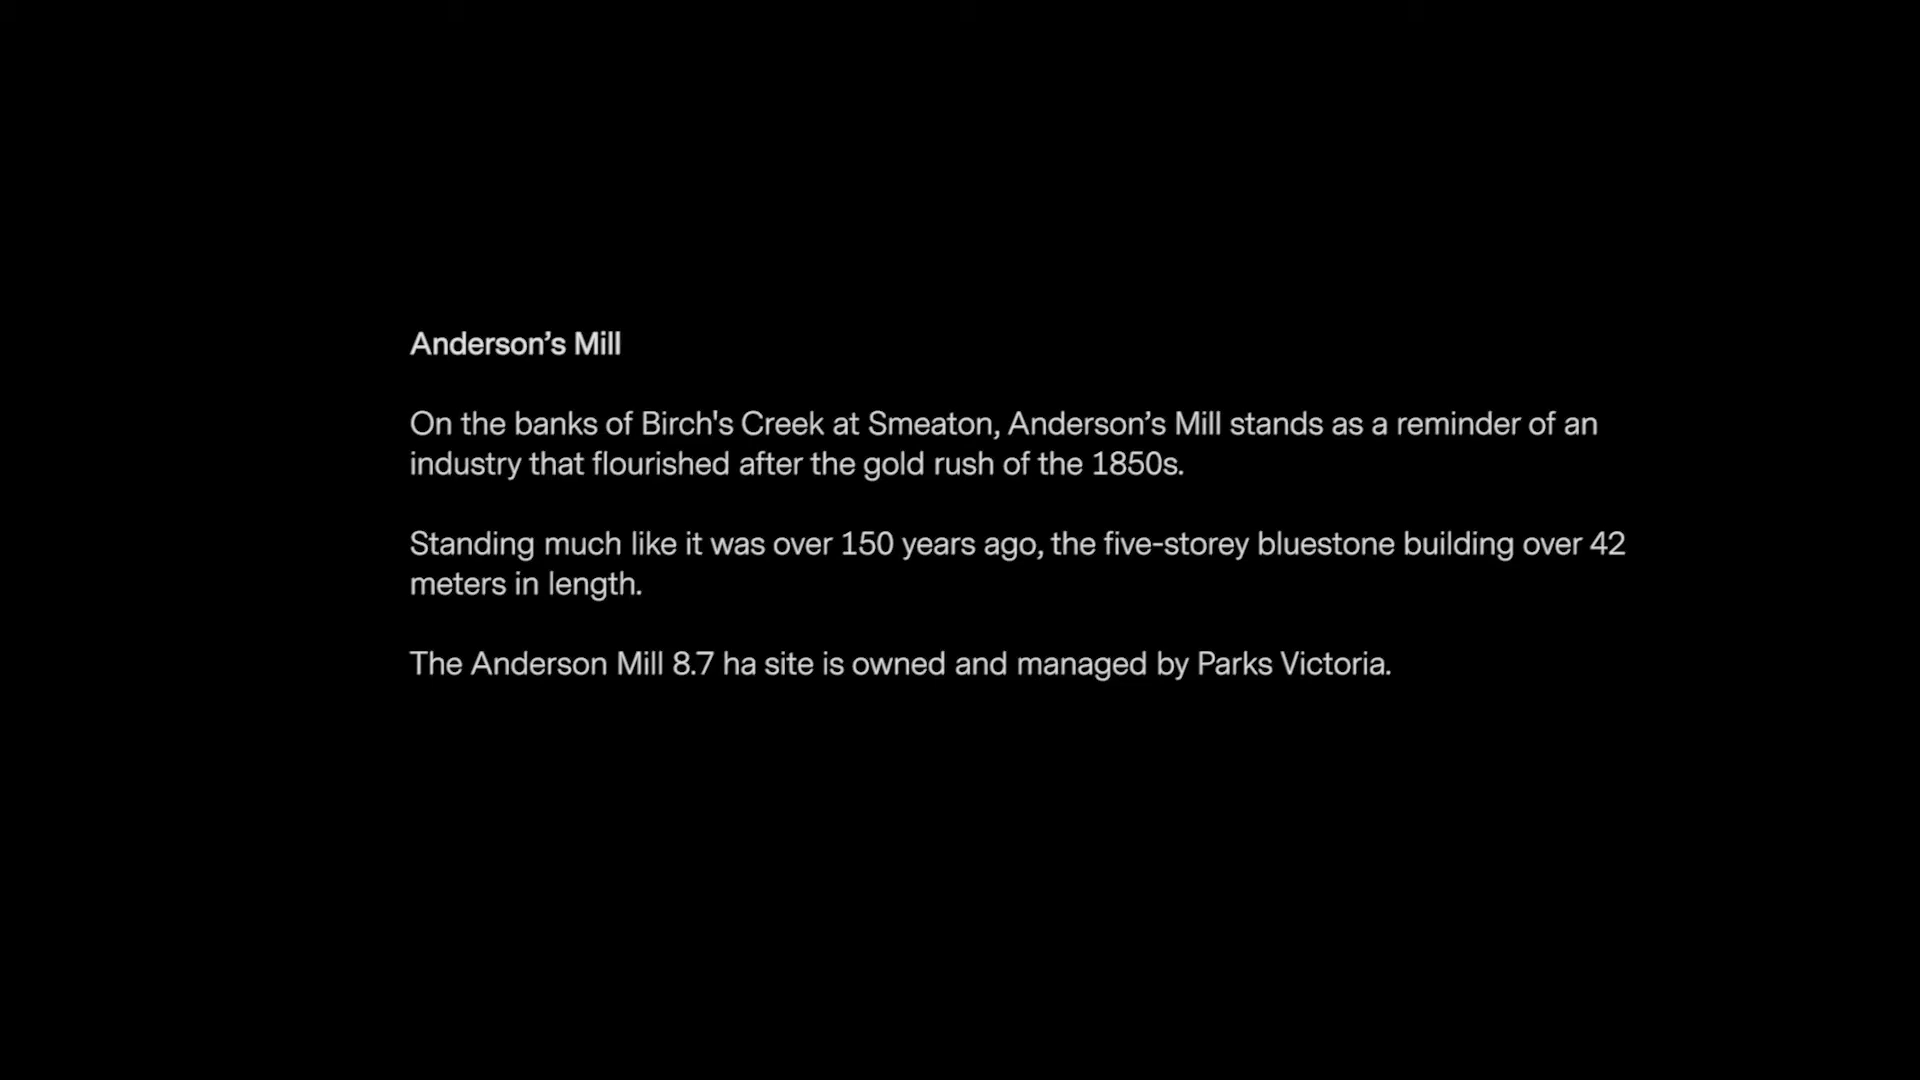 Anderson’s Mill
On the banks of Birch's Creek at Smeaton, Anderson’s Mill stands as a reminder of an
industry that flourished after the gold rush of the 1850s.
Standing much like it was over 150 years ago, the five-storey bluestone building over 42
meters in length.
The Anderson Mill 8.7 ha site is owned and managed by Parks Victoria.